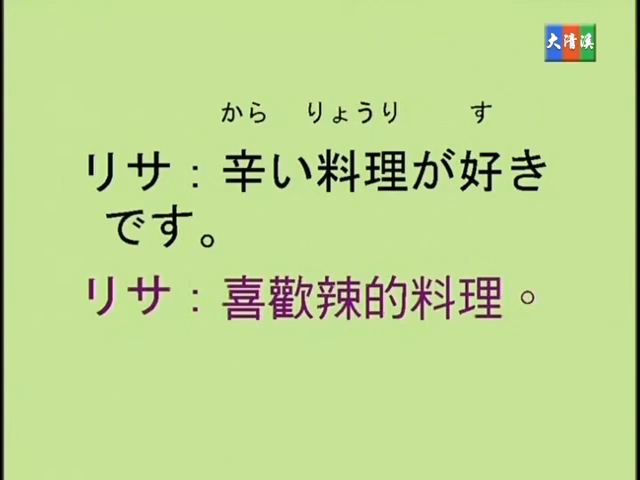 大清溪
から りょうり す
リサ：辛い料理が好き
です。
リサ：喜歡辣的料理。